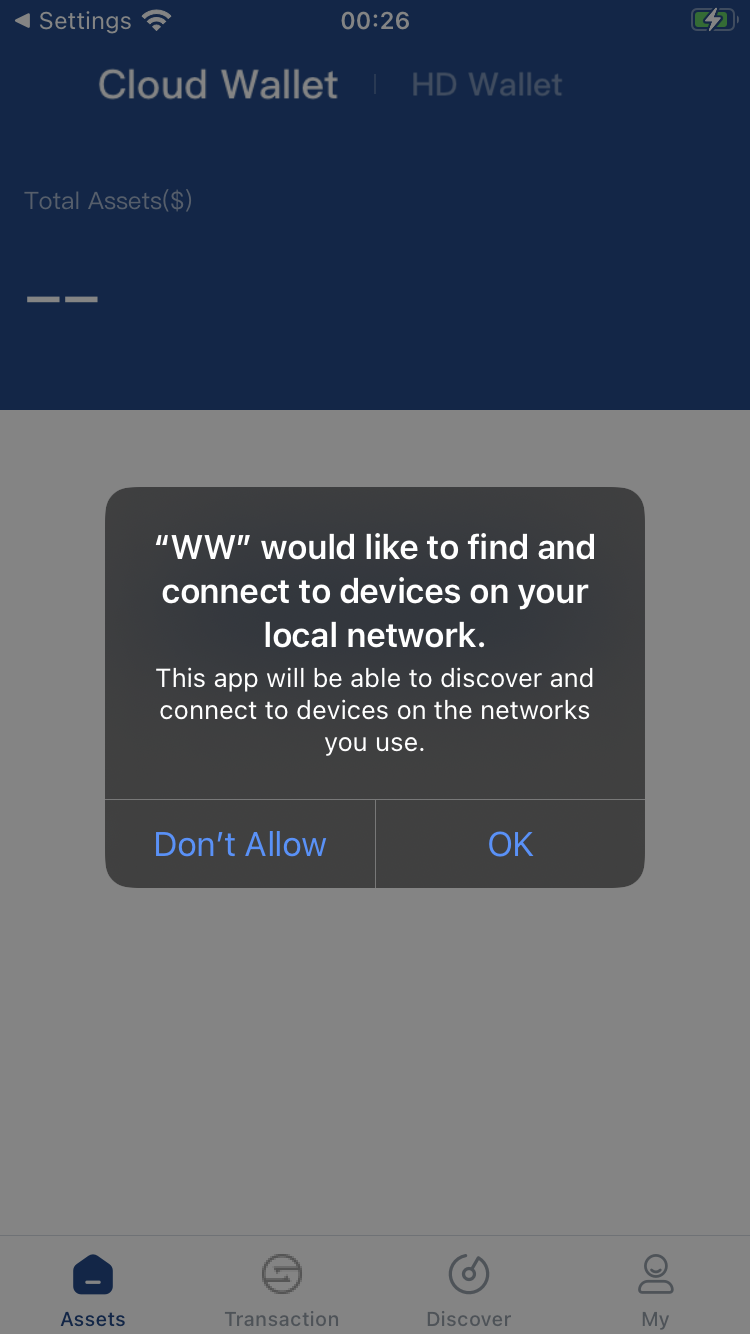 Settings 00:26
Cloud Wallet HD Wallet
Total Assets($)
––
“WW” would like to find and
connect to devices on your
local network.
This app will be able to discover and
connect to devices on the networks
you use.
Don’t Allow OK
Assets Transaction Discover My